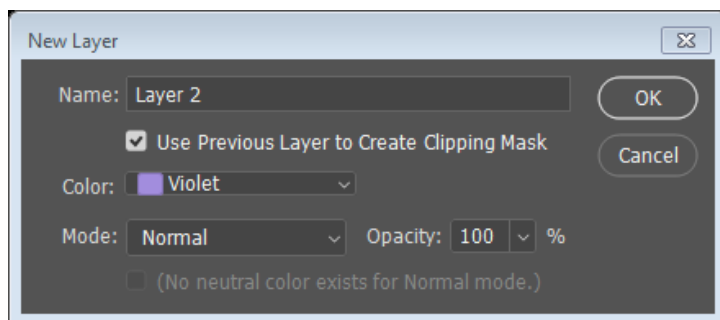 New Layer
Name: Layer 2 OK
Use Previous Layer to Create Clipping Mask
Cancel
Color: Violet
Mode: Normal Opacity: 100 %
(No neutral color exists for Normal mode.)